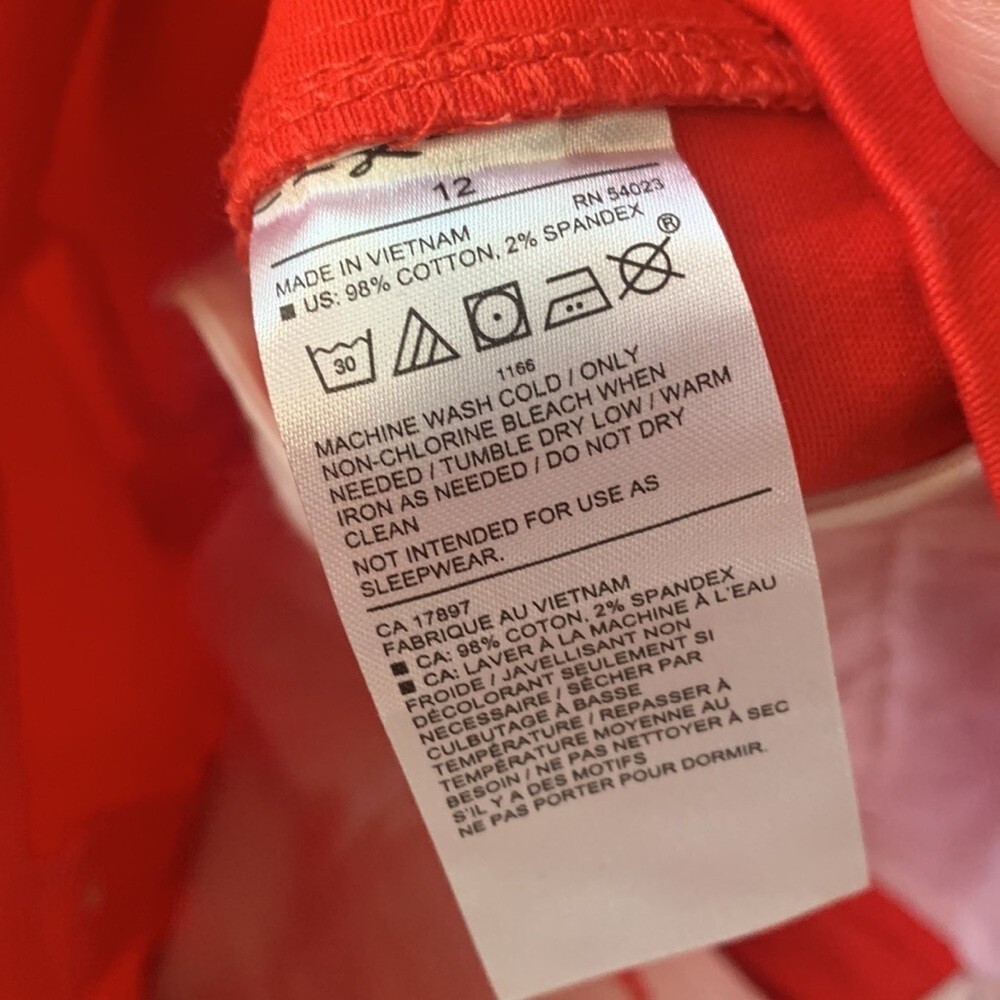 12
RN 54023
MADE IN VIETNAM
■ US: 98% COTTON, 2% SPANDEX
®
30
1166
MACHINE WASH COLD / ONLY
NON-CHLORINE BLEACH WHEN
NEEDED / TUMBLE DRY LOW / WARM
IRON AS NEEDED / DO NOT DRY
CLEAN
NOT INTENDED FOR USE AS
SLEEPWEAR.
CA 17897
FABRIQUE AU VIETNAM
■ CA: 98% COTON, 2% SPANDEX
■ CA: LAVER À LA MACHINE À L'EAU
FROIDE / JAVELLISANT NON
DÉCOLORANT SEULEMENT SI
NÉCESSAIRE / SÉCHER PAR
CULBUTAGE À BASSE
TEMPÉRATURE / REPASSER À
TEMPÉRATURE MOYENNE AU
BESOIN / NE PAS NETTOYER À SEC
S'IL Y A DES MOTIFS
NE PAS PORTER POUR DORMIR.